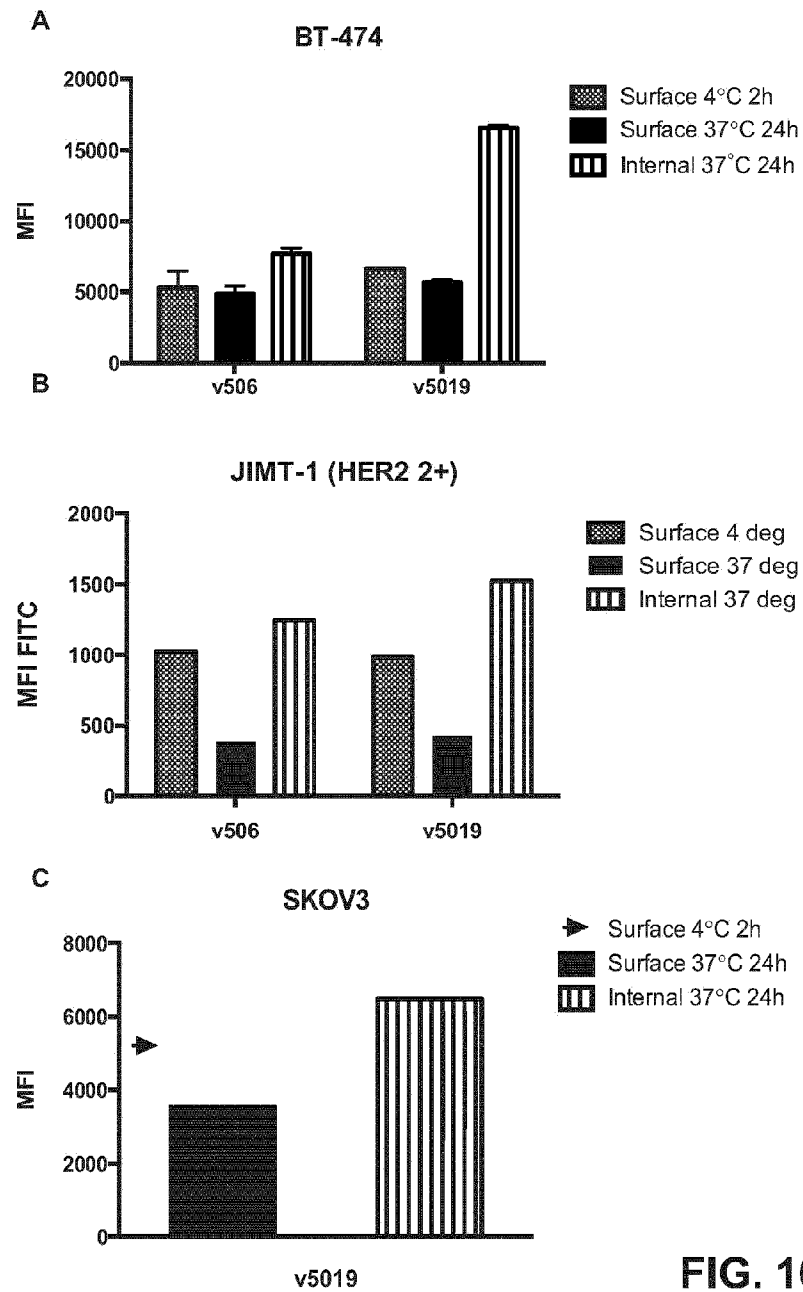 A
BT-474
20000
15000
10000
5000
0
MFI
v506
v5019
Surface 4°C 2h
Surface 37°C 24h
Internal 37°C 24h
B
JIMT-1 (HER2 2+)
2000
1500
1000
500
0
MFI FITC
v506
v5019
Surface 4 deg
Surface 37 deg
Internal 37 deg
C
SKOV3
8000
6000
4000
2000
0
MFI
v5019
Surface 4°C 2h
Surface 37°C 24h
Internal 37°C 24h
FIG.